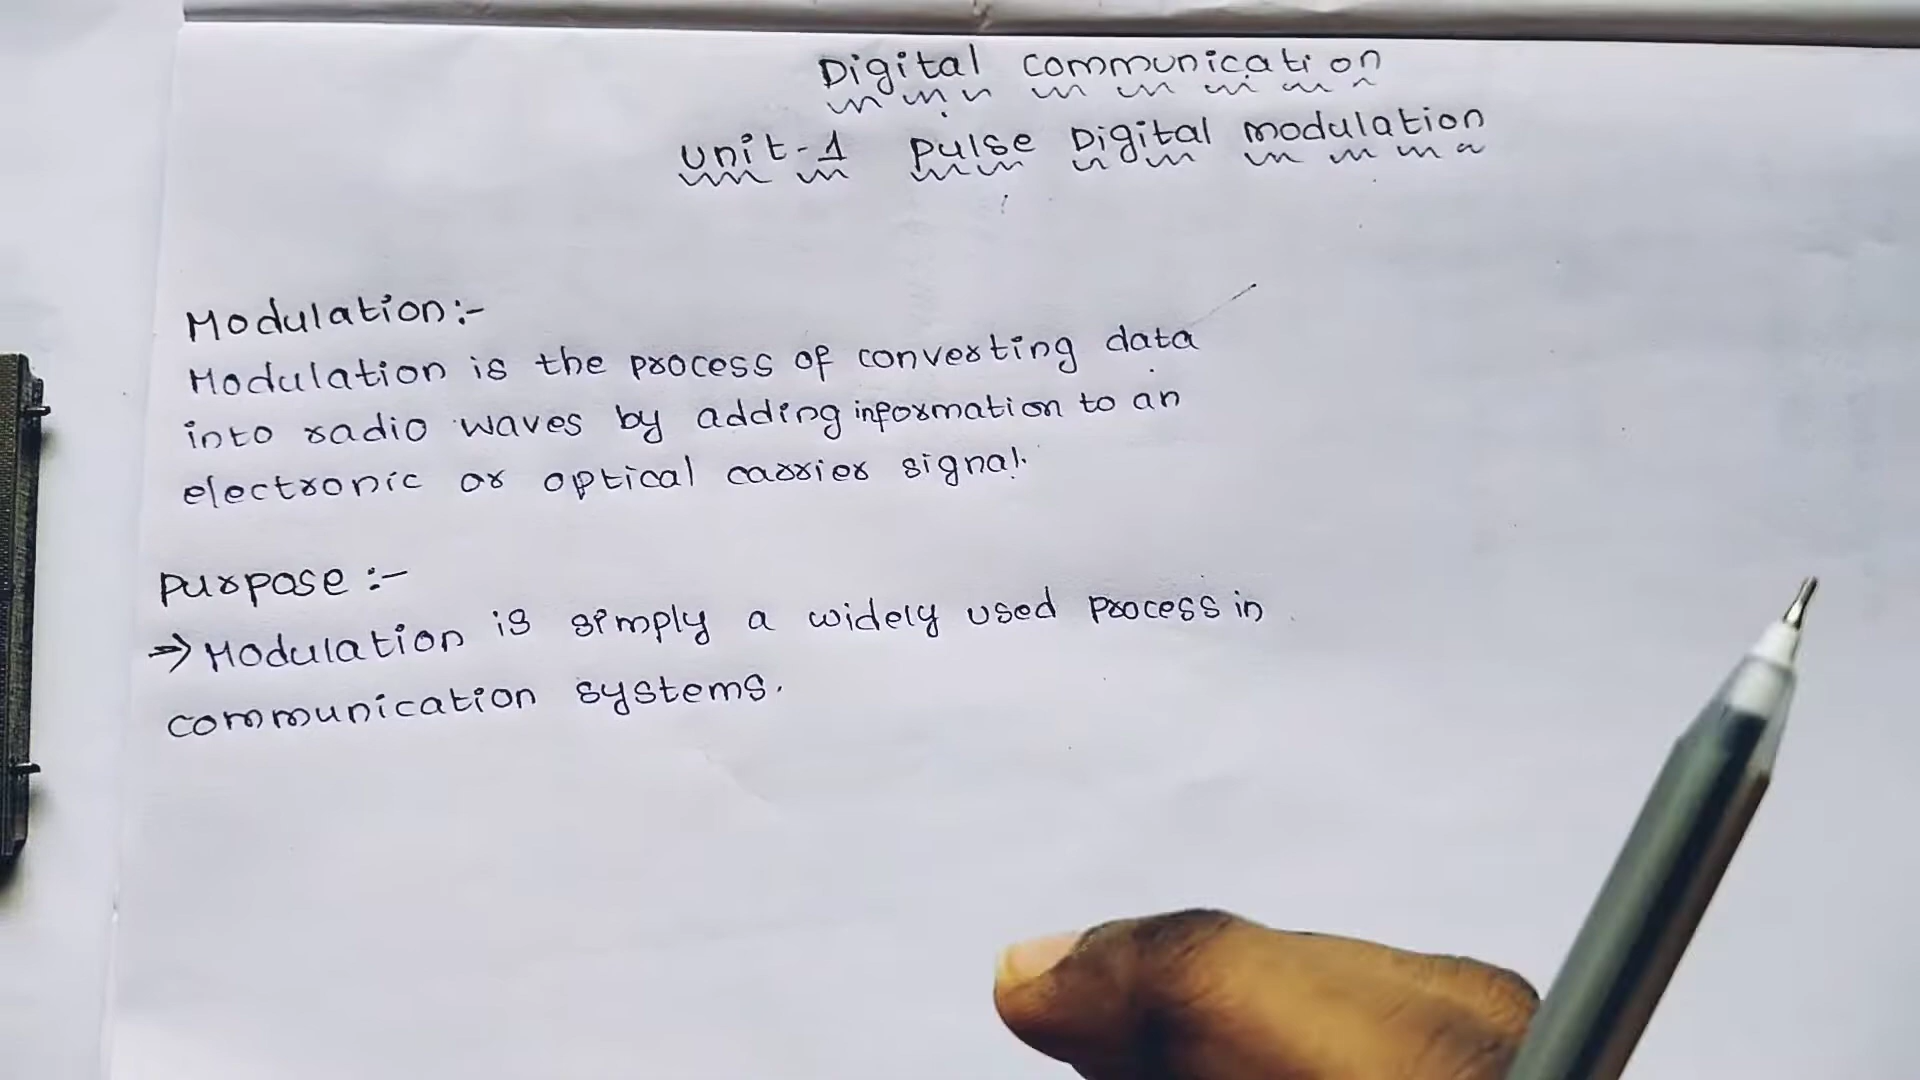 Digital communication
Unit-1 Pulse Digital modulation
Modulation:-
Modulation is the process of converting data
into radio waves by adding information to an
electronic or optical carrier signal.
purpose :-
→ Modulation is simply a widely used process in
communication systems.